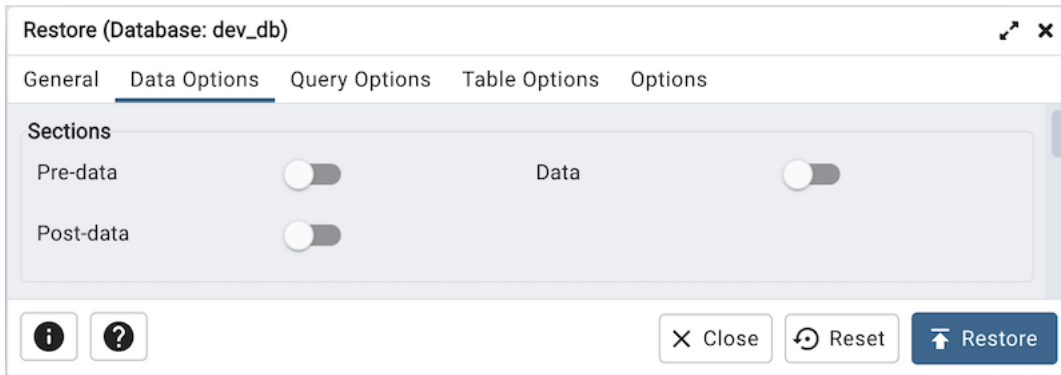 Restore (Database: dev_db)
General Data Options Query Options Table Options Options
Sections
Pre-data Data
Post-data
Close Reset Restore